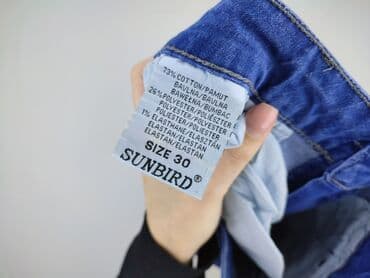 73% COTTON/PAMUT
BAVLNA/BAVLNA
BAWEŁNA/BUMBAC
26% POLYESTER/POLIÉSZTER
POLYESTER/POLYESTER
POLIESTER/POLIESTER
1% ELASTHANE/ELASZTÁN
ELASTAN/ELASTAN
ELASTAN/ELASTAN
SIZE 30
SUNBIRD®